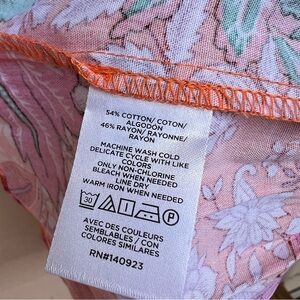 54% COTTON/ COTON/
ALGODÓN
46% RAYON/ RAYONNE/
RAYÓN
MACHINE WASH COLD
DELICATE CYCLE WITH LIKE
COLORS
ONLY NON-CHLORINE
BLEACH WHEN NEEDED
LINE DRY
WARM IRON WHEN NEEDED
30 P
AVEC DES COULEUR
SEMBLABLES / CON
COLORES SIMILARES
RN#140923